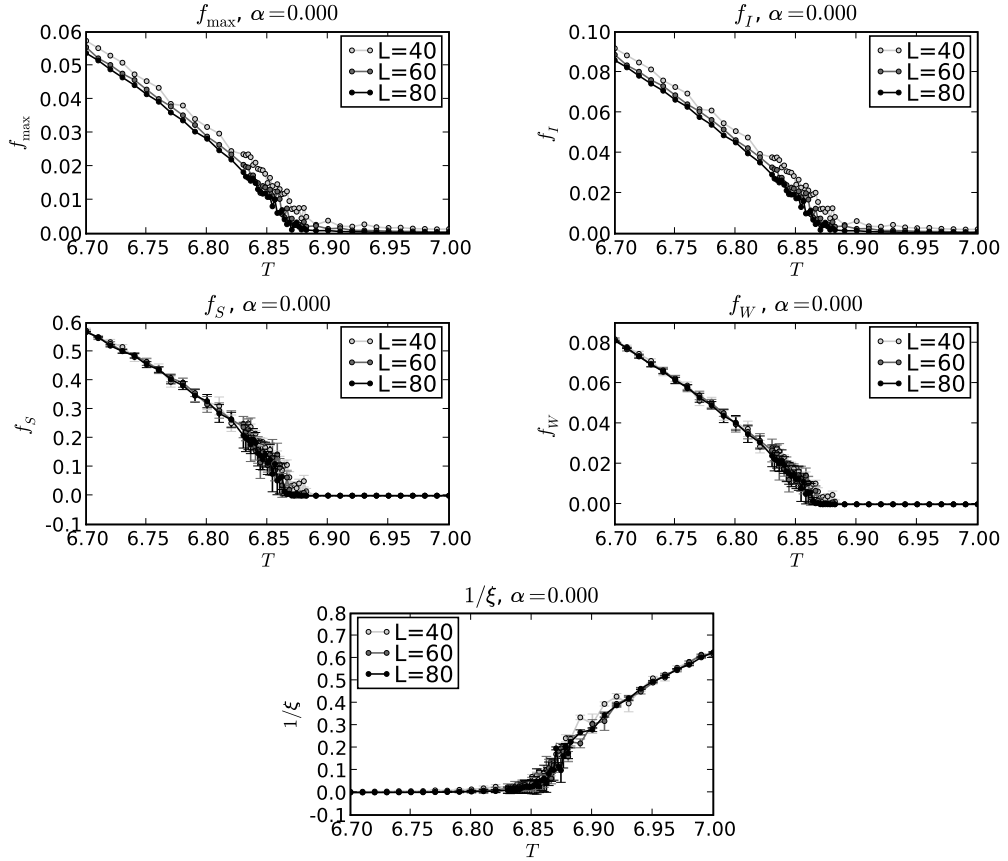 f_max, α=0.000
0.06
0.05
0.04
0.03
0.02
0.01
0.00
f_max
L=40
L=60
L=80
6.70 6.75 6.80 6.85 6.90 6.95 7.00
T
f_I, α=0.000
0.10
0.08
0.06
0.04
0.02
0.00
f_I
L=40
L=60
L=80
6.70 6.75 6.80 6.85 6.90 6.95 7.00
T
f_S, α=0.000
0.6
0.5
0.4
0.3
0.2
0.1
0.0
-0.1
f_S
L=40
L=60
L=80
6.70 6.75 6.80 6.85 6.90 6.95 7.00
T
f_W, α=0.000
0.08
0.06
0.04
0.02
0.00
f_W
L=40
L=60
L=80
6.70 6.75 6.80 6.85 6.90 6.95 7.00
T
1/ξ, α=0.000
0.8
0.7
0.6
0.5
0.4
0.3
0.2
0.1
0.0
-0.1
1/ξ
L=40
L=60
L=80
6.70 6.75 6.80 6.85 6.90 6.95 7.00
T